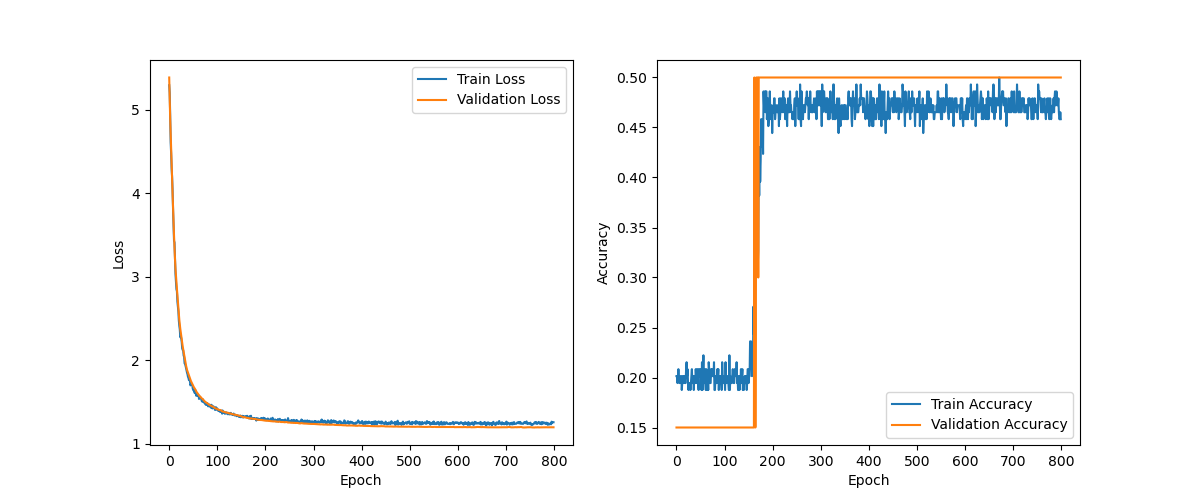 Train Loss
Validation Loss
5
4
3
2
1
Loss
0 100 200 300 400 500 600 700 800
Epoch
0.50
0.45
0.40
0.35
0.30
0.25
0.20
0.15
Accuracy
Train Accuracy
Validation Accuracy
0 100 200 300 400 500 600 700 800
Epoch